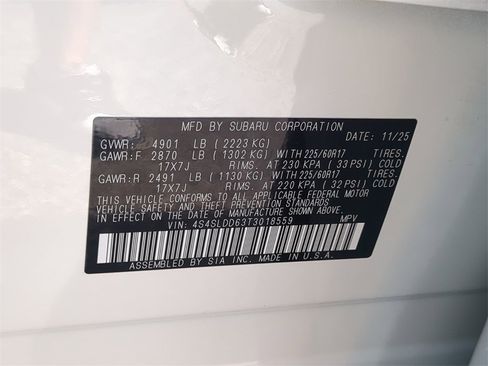 MFD BY SUBARU CORPORATION
DATE: 11/25
GVWR: 4901 LB ( 2223 KG)
GAWR:F 2870 LB ( 1302 KG) WITH 225/60R17 TIRES.
17X7J RIMS. AT 230 KPA ( 33 PSI) COLD
GAWR:R 2491 LB ( 1130 KG) WITH 225/60R17 TIRES.
17X7J RIMS. AT 220 KPA ( 32 PSI) COLD
THIS VEHICLE CONFORMS TO ALL APPLICABLE FEDERAL MOTOR
VEHICLE SAFETY AND THEFT PREVENTION STANDARDS
IN EFFECT ON THE DATE OF MANUFACTURE SHOWN ABOVE.
VIN: 4S4SLDD63T3018559 MPV
ASSEMBLED BY SIA INC. MADE IN U.S.A.